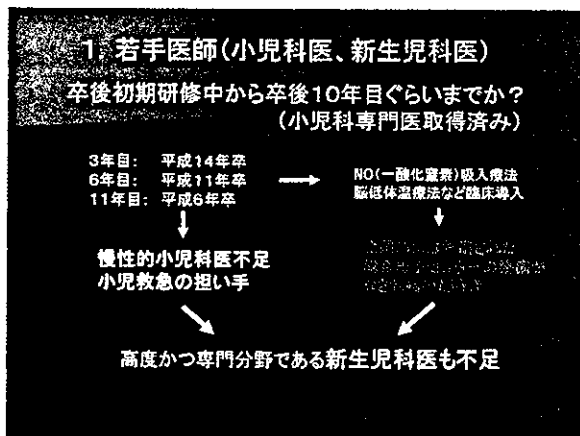 1. 若手医師(小児科医、新生児科医)
卒後初期研修中から卒後10年目ぐらいまでか？
(小児科専門医取得済み)
3年目： 平成14年卒
6年目： 平成11年卒
11年目： 平成6年卒
NO(一酸化窒素)吸入療法
脳低体温療法など臨床導入
慢性的小児科医不足
小児救急の担い手
高度かつ専門分野である新生児科医も不足